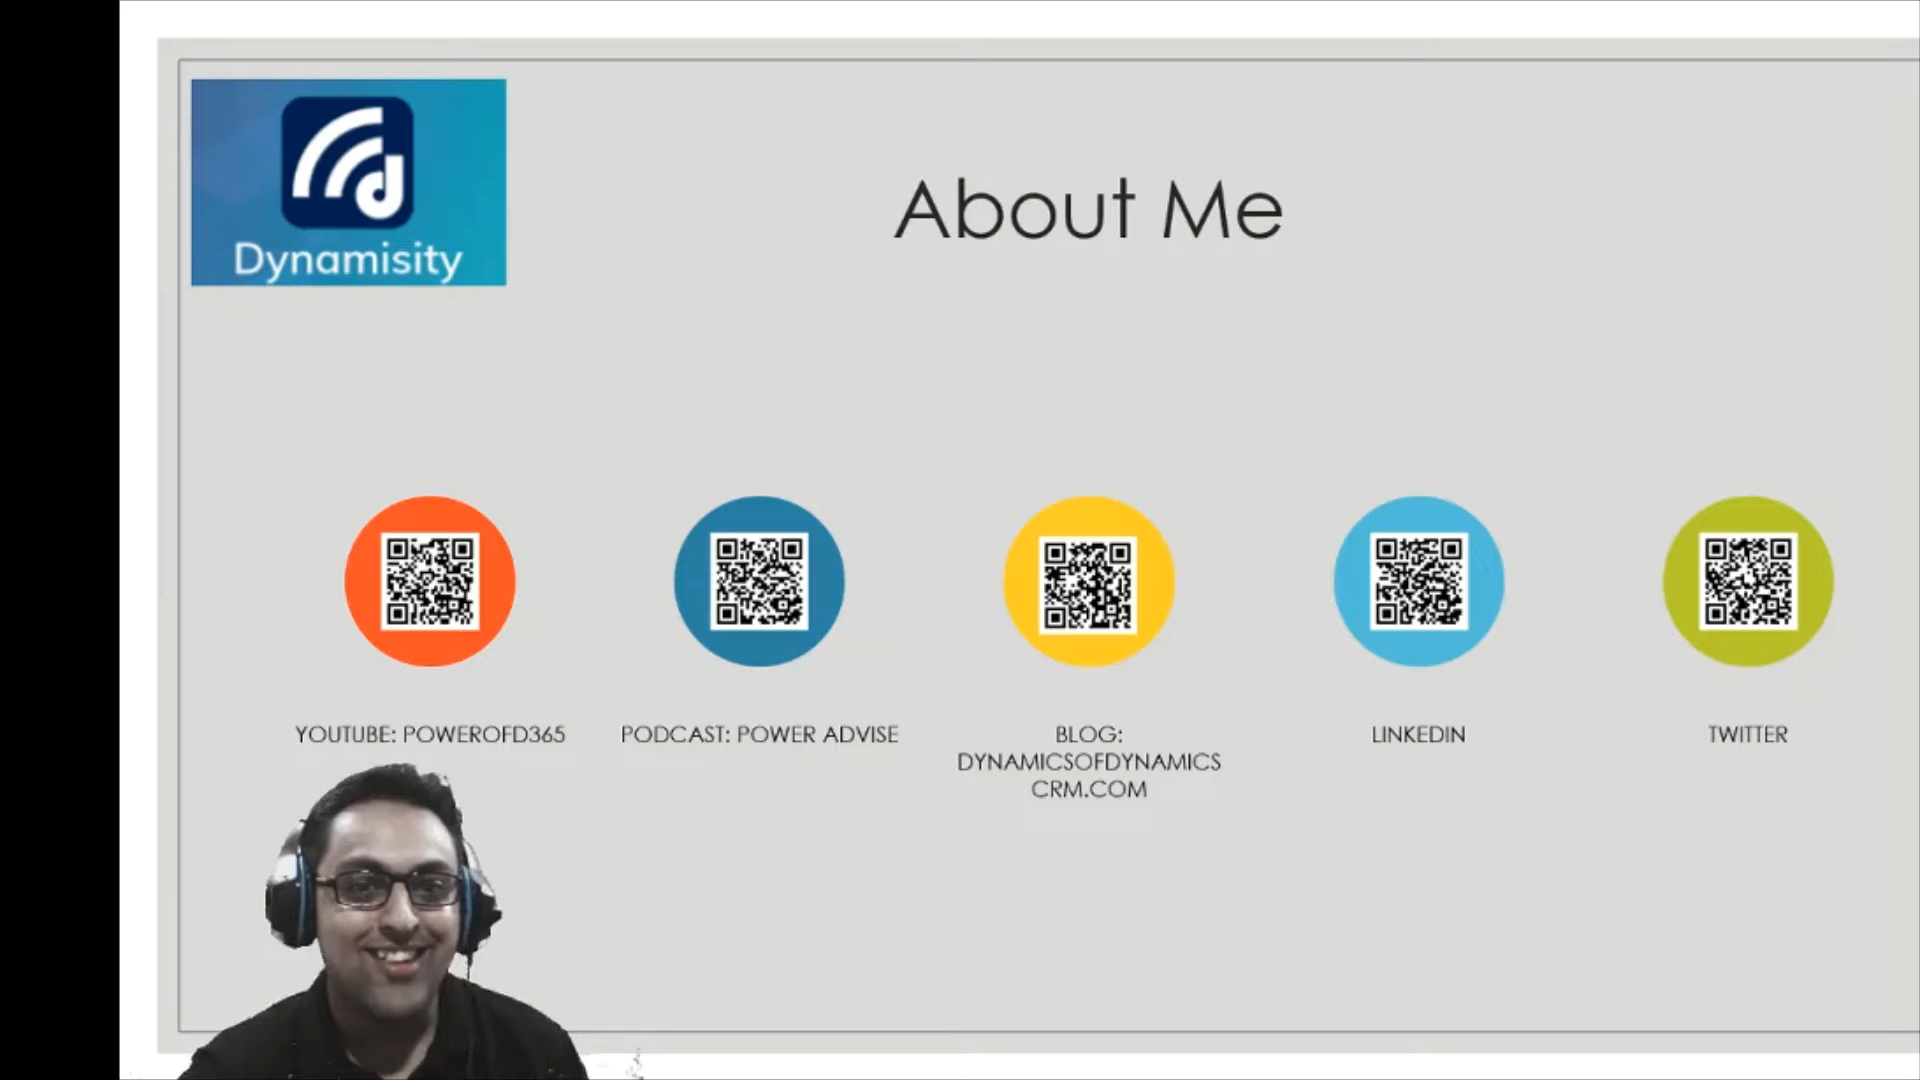 Dynamisity
About Me
YOUTUBE: POWEROFD365
PODCAST: POWER ADVISE
BLOG:
DYNAMICSOFDYNAMICS
CRM.COM
LINKEDIN
TWITTER